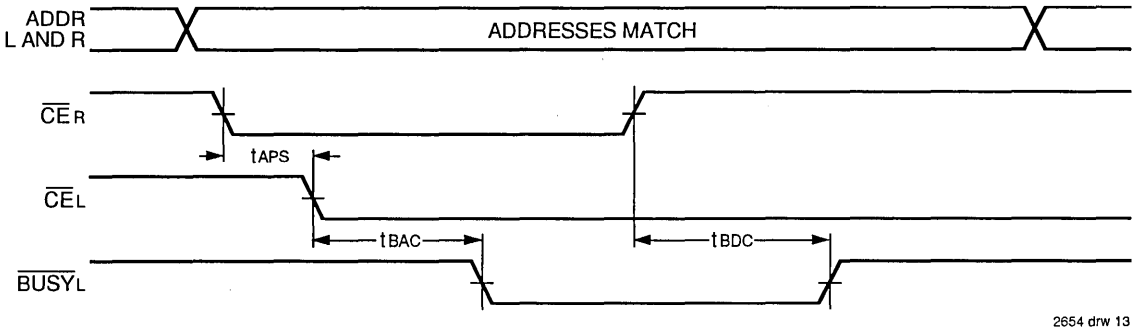 ADDR
L AND R
ADDRESSES MATCH
CER
tAPS
CEL
tBAC
tBDC
BUSYL
2654 drw 13